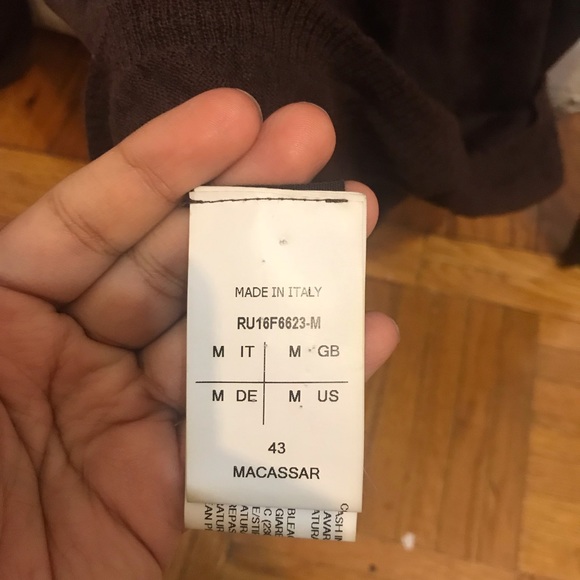 MADE IN ITALY
RU16F6623-M
M IT M GB
M DE M US
43
MACASSAR